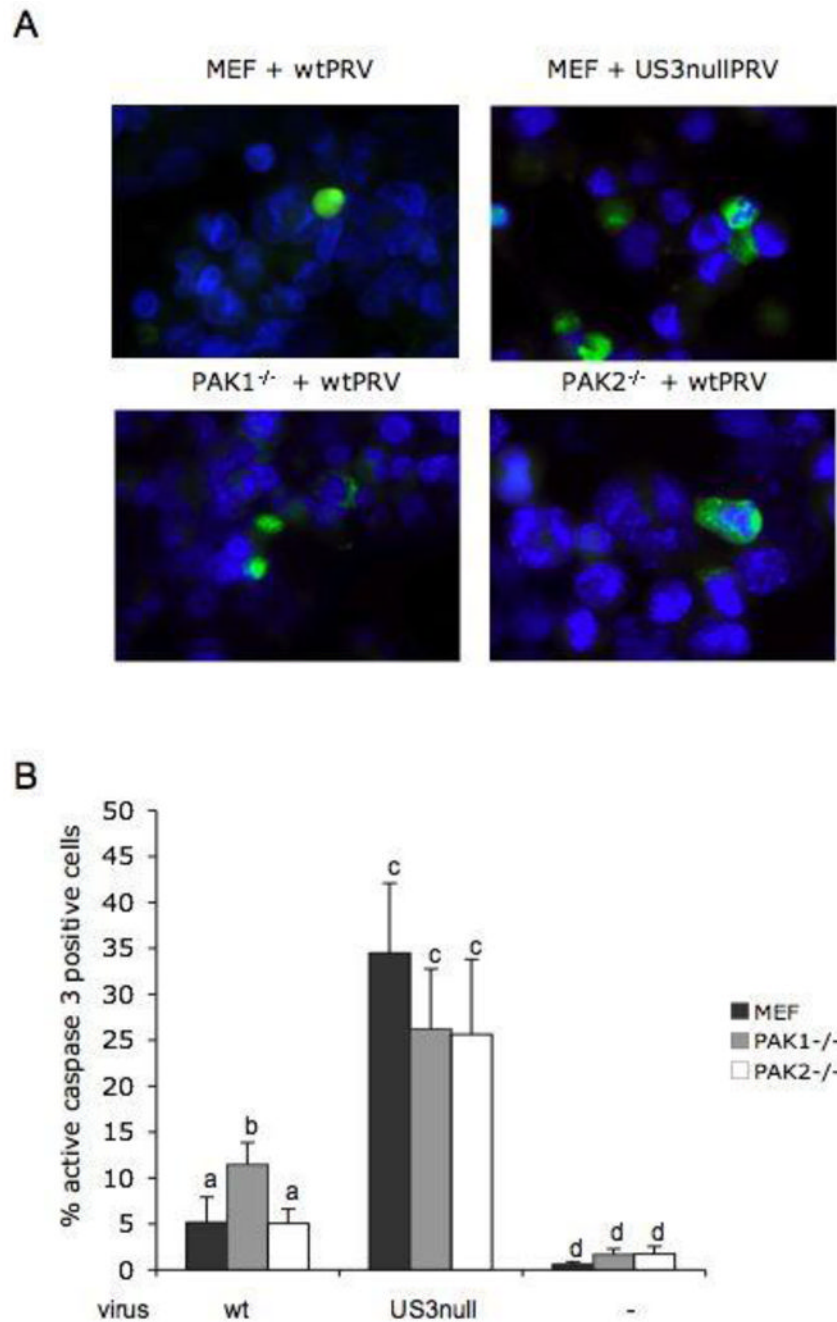 A
MEF + wtPRV
MEF + US3nullPRV
PAK1-/- + wtPRV
PAK2-/- + wtPRV
B
% active caspase 3 positive cells
50
45
40
35
30
25
20
15
10
5
0
a
b
a
c
c
c
d
d
d
MEF
PAK1-/-
PAK2-/-
virus
wt
US3null
-